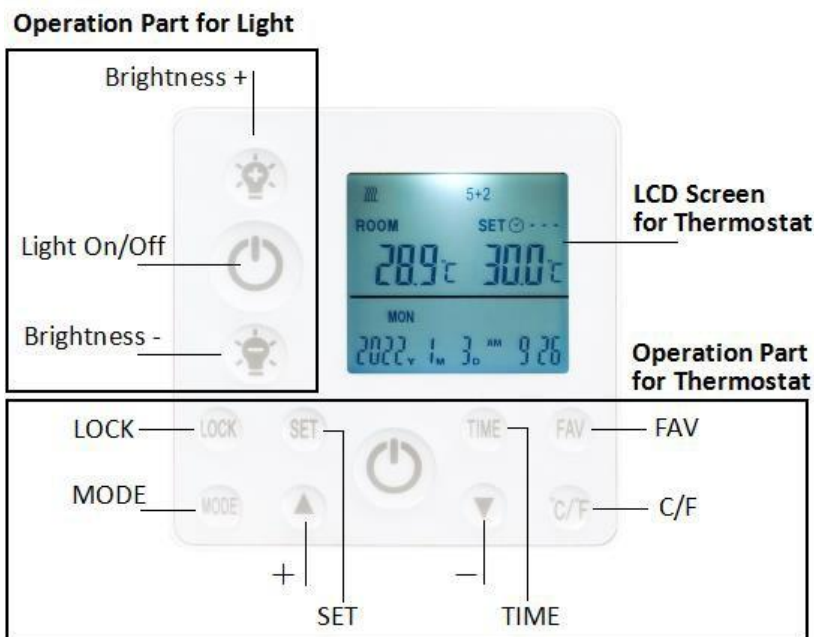 Operation Part for Light
Brightness +
Light On/Off
Brightness -
5+2
ROOM SET - - -
28.9℃ 30.0℃
MON
2022Y 1M 3D AM 9 26
LCD Screen
for Thermostat
Operation Part
for Thermostat
LOCK LOCK SET TIME FAV FAV
MODE MODE ℃/℉ C/F
+ −
SET TIME